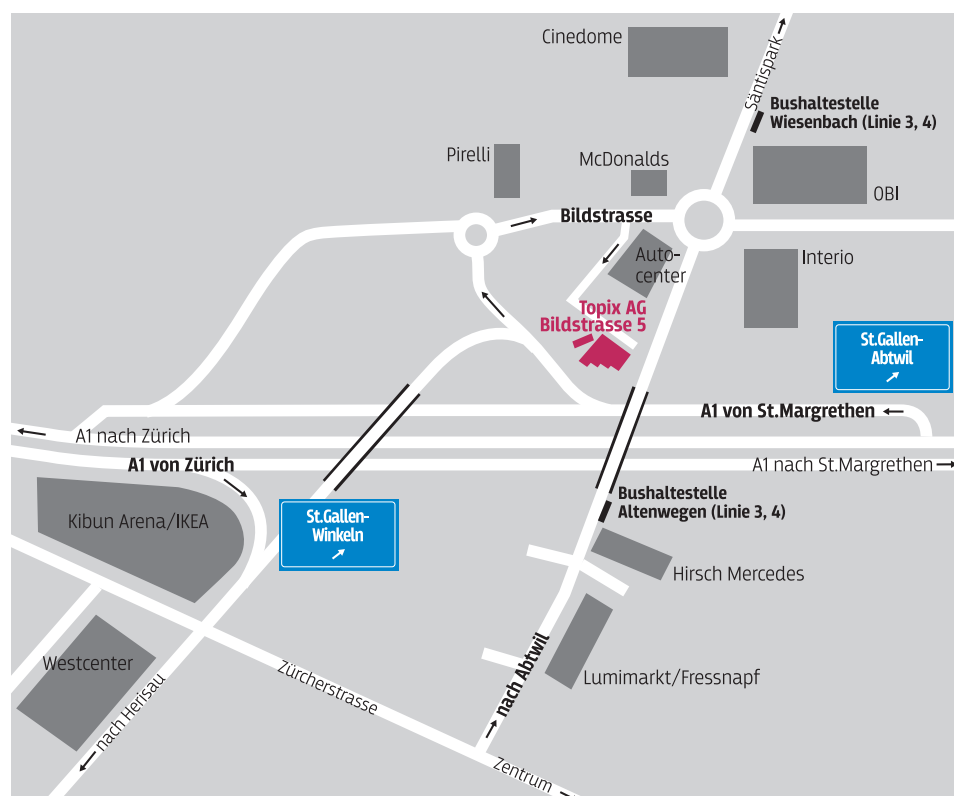 Cinedome
Säntispark
Bushaltestelle
Wiesenbach (Linie 3, 4)
Pirelli
McDonalds
OBI
Bildstrasse
Auto-
center
Interio
Topix AG
Bildstrasse 5
St.Gallen-
Abtwil
A1 von St.Margrethen
A1 nach Zürich
A1 von Zürich
A1 nach St.Margrethen
Kibun Arena/IKEA
St.Gallen-
Winkeln
Bushaltestelle
Altenwegen (Linie 3, 4)
Hirsch Mercedes
Westcenter
nach Herisau
Zürcherstrasse
nach Abtwil
Lumimarkt/Fressnapf
Zentrum